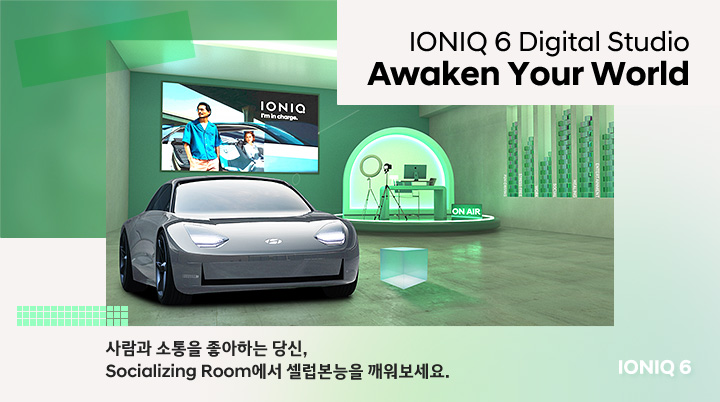 IONIQ 6 Digital Studio
Awaken Your World
IONIQ
I'm in charge.
ON AIR
사람과 소통을 좋아하는 당신,
Socializing Room에서 셀럽본능을 깨워보세요.
IONIQ 6